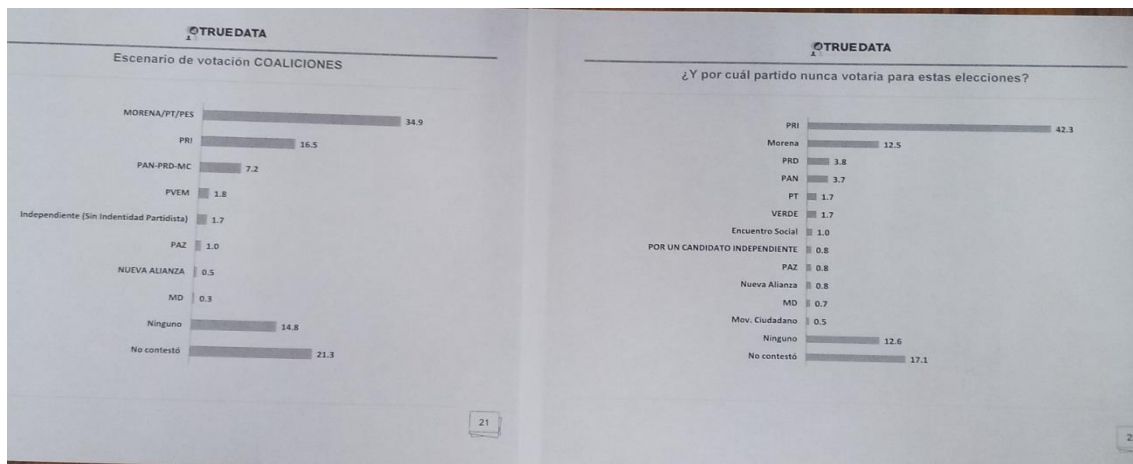 TRUEDATA
Escenario de votación COALICIONES
MORENA/PT/PES 34.9
PRI 16.5
PAN-PRD-MC 7.2
PVEM 1.8
Independiente (Sin Indentidad Partidista) 1.7
PAZ 1.0
NUEVA ALIANZA 0.5
MD 0.3
Ninguno 14.8
No contestó 21.3
21
TRUEDATA
¿Y por cuál partido nunca votaria para estas elecciones?
PRI 42.3
Morena 12.5
PRD 3.8
PAN 3.7
PT 1.7
VERDE 1.7
Encuentro Social 1.0
POR UN CANDIDATO INDEPENDIENTE 0.8
PAZ 0.8
Nueva Alianza 0.8
MD 0.7
Mov. Ciudadano 0.5
Ninguno 12.6
No contestó 17.1